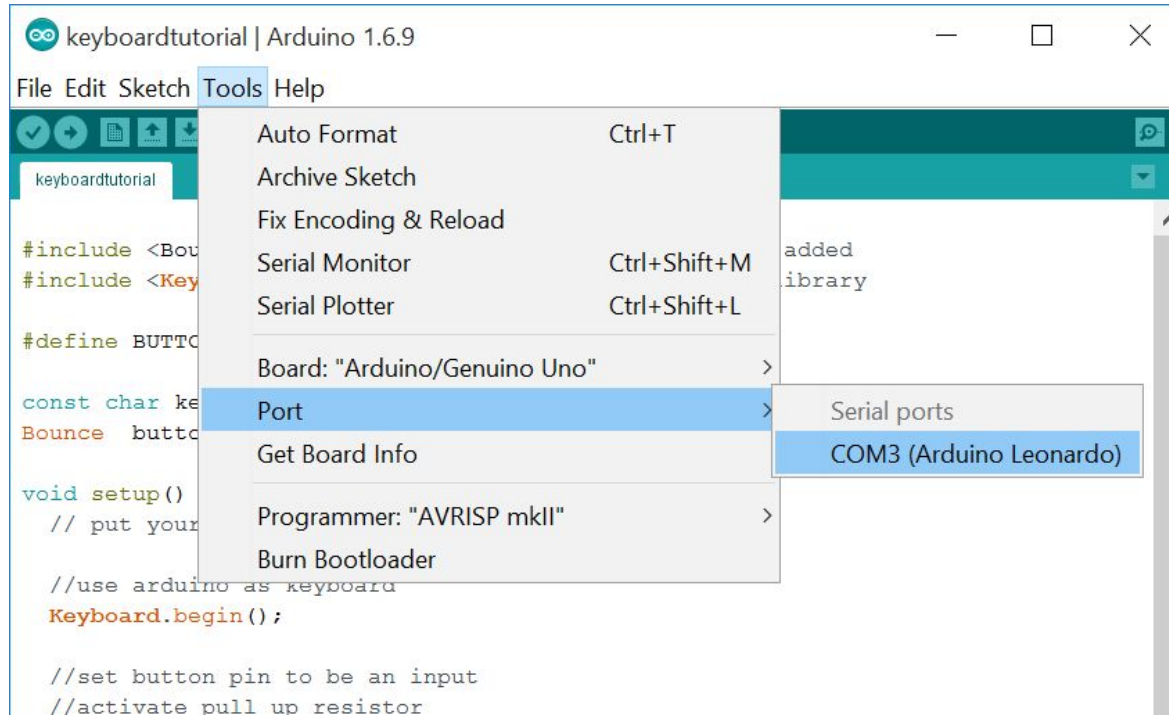 keyboardtutorial | Arduino 1.6.9
File Edit Sketch Tools Help
keyboardtutorial
Auto Format Ctrl+T
Archive Sketch
Fix Encoding & Reload
Serial Monitor Ctrl+Shift+M
Serial Plotter Ctrl+Shift+L
Board: "Arduino/Genuino Uno"
Port
Get Board Info
Programmer: "AVRISP mkII"
Burn Bootloader
Serial ports
COM3 (Arduino Leonardo)
#include <Bou added
#include <Key ibrary
#define BUTTO
const char ke
Bounce butto
void setup()
// put your
//use arduino as keyboard
Keyboard.begin();
//set button pin to be an input
//activate pull up resistor